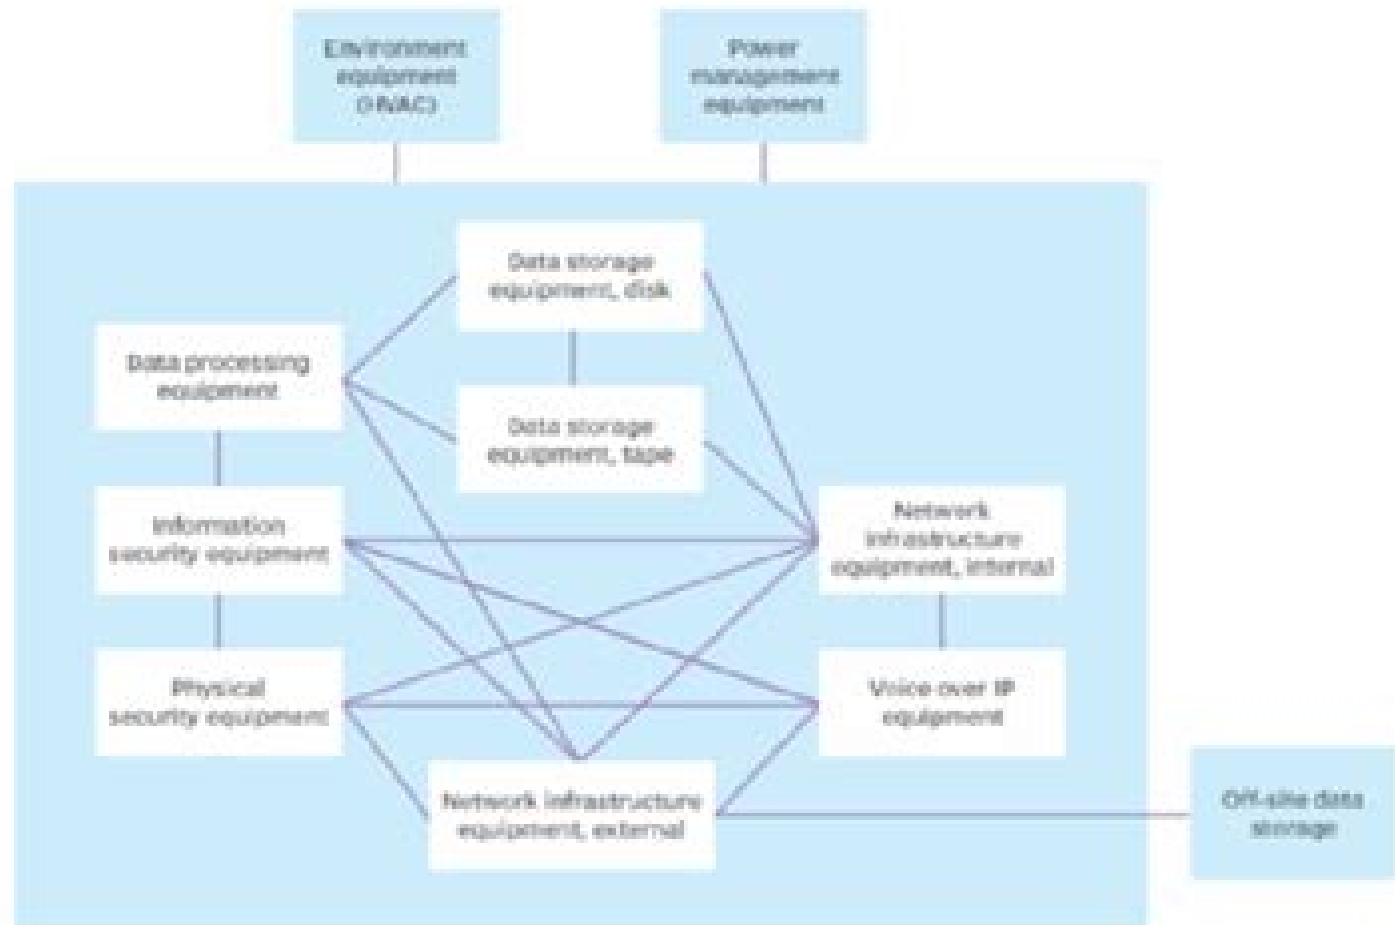 Environment
equipment
(HVAC)
Power
management
equipment
Data storage
equipment, disk
Data processing
equipment
Data storage
equipment, tape
Information
security equipment
Network
infrastructure
equipment, internal
Physical
security equipment
Voice over IP
equipment
Network infrastructure
equipment, external
Off-site data
storage